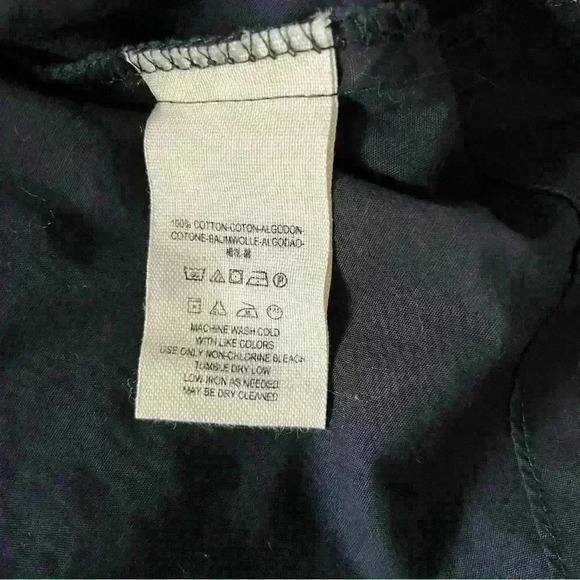 100% COTTON-COTON-ALGODON-
COTONE-BAUMWOLLE-ALGODÃO-
MACHINE WASH COLD
WITH LIKE COLORS
USE ONLY NON-CHLORINE BLEACH
TUMBLE DRY LOW
LOW IRON AS NEEDED
MAY BE DRY CLEANED